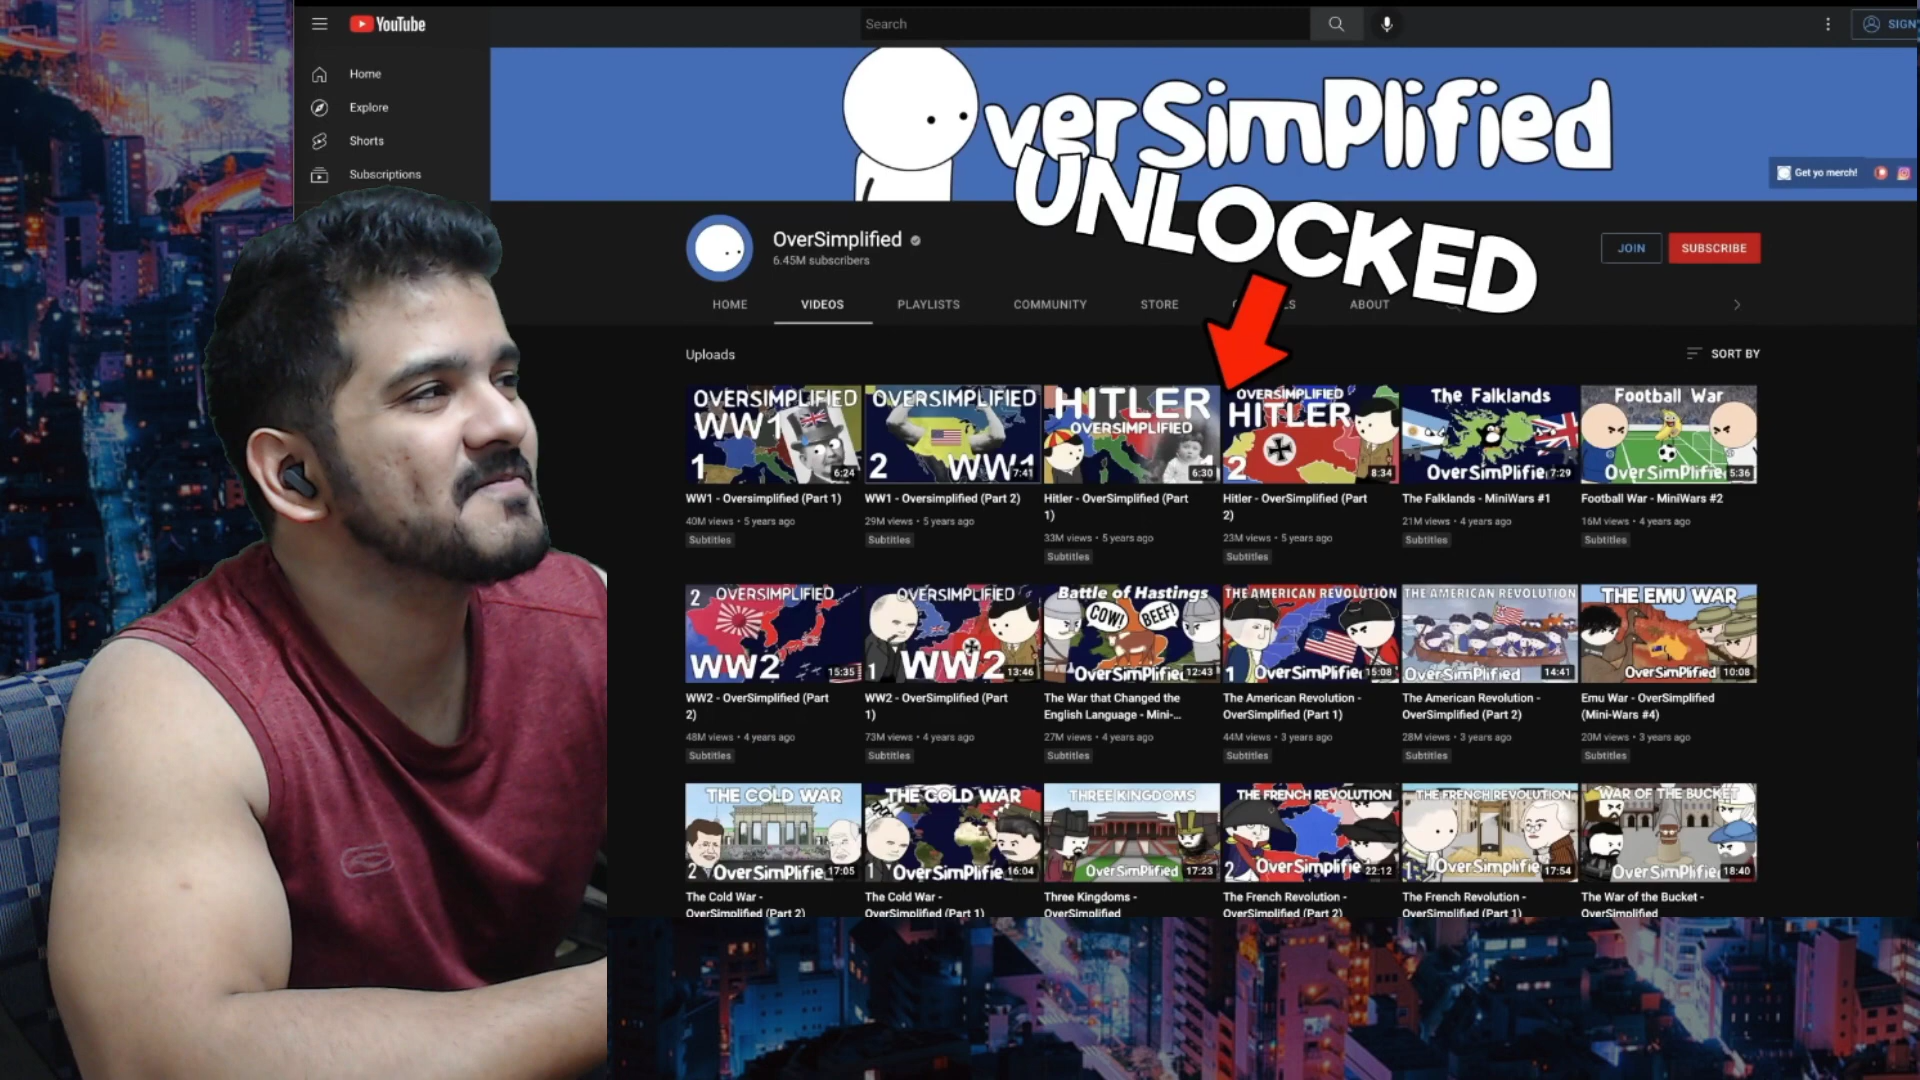 YouTube
Search
SIGN
Home
Explore
Shorts
Subscriptions
OverSimplified
UNLOCKED
Get yo merch!
OverSimplified
6.45M subscribers
JOIN
SUBSCRIBE
HOME
VIDEOS
PLAYLISTS
COMMUNITY
STORE
ABOUT
Uploads
SORT BY
OVERSIMPLIFIED
WW1
1
6:24
OVERSIMPLIFIED
2
WW1
7:41
HITLER
OVERSIMPLIFIED
1
6:30
OVERSIMPLIFIED
HITLER
2
8:34
The Falklands
OverSimplifie
7:29
Football War
OverSimplifie
5:36
WW1 - Oversimplified (Part 1)
40M views • 5 years ago
Subtitles
WW1 - Oversimplified (Part 2)
29M views • 5 years ago
Subtitles
Hitler - OverSimplified (Part
1)
33M views • 5 years ago
Subtitles
Hitler - OverSimplified (Part
2)
23M views • 5 years ago
Subtitles
The Falklands - MiniWars #1
21M views • 4 years ago
Subtitles
Football War - MiniWars #2
16M views • 4 years ago
Subtitles
2 OVERSIMPLIFIED
WW2
15:35
OVERSIMPLIFIED
1 WW2
13:46
Battle of Hastings
COW!
BEEF!
OverSimplified
12:43
THE AMERICAN REVOLUTION
1 OverSimplifie
15:08
THE AMERICAN REVOLUTION
OverSimplified
14:41
THE EMU WAR
OverSimplified
10:08
WW2 - OverSimplified (Part
2)
48M views • 4 years ago
Subtitles
WW2 - OverSimplified (Part
1)
73M views • 4 years ago
Subtitles
The War that Changed the
English Language - Mini-...
27M views • 4 years ago
Subtitles
The American Revolution -
OverSimplified (Part 1)
44M views • 3 years ago
Subtitles
The American Revolution -
OverSimplified (Part 2)
28M views • 3 years ago
Subtitles
Emu War - OverSimplified
(Mini-Wars #4)
20M views • 3 years ago
Subtitles
THE COLD WAR
2 OverSimplifie
17:05
THE COLD WAR
1 OverSimplifie
16:04
THREE KINGDOMS
OverSimplified
17:23
THE FRENCH REVOLUTION
2 OverSimplifie
22:12
THE FRENCH REVOLUTION
1 OverSimplifie
17:54
WAR OF THE BUCKET
OverSimplified
18:40
The Cold War -
OverSimplified (Part 2)
The Cold War -
OverSimplified (Part 1)
Three Kingdoms -
OverSimplified
The French Revolution -
OverSimplified (Part 2)
The French Revolution -
OverSimplified (Part 1)
The War of the Bucket -
OverSimplified